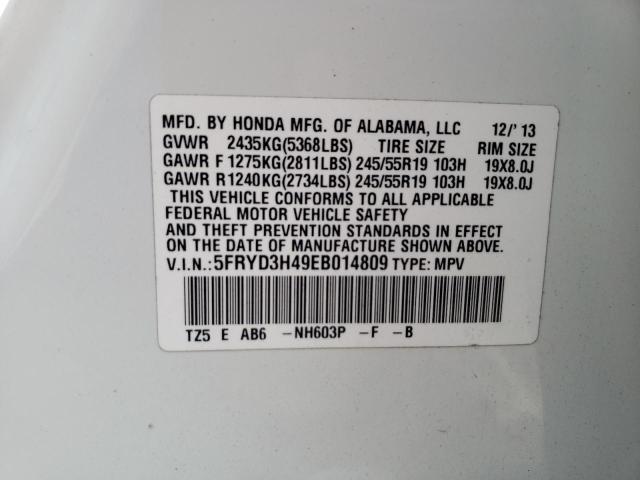 MFD. BY HONDA MFG. OF ALABAMA, LLC 12/'13
GVWR 2435KG(5368LBS) TIRE SIZE RIM SIZE
GAWR F 1275KG(2811LBS) 245/55R19 103H 19X8.0J
GAWR R1240KG(2734LBS) 245/55R19 103H 19X8.0J
THIS VEHICLE CONFORMS TO ALL APPLICABLE
FEDERAL MOTOR VEHICLE SAFETY
AND THEFT PREVENTION STANDARDS IN EFFECT
ON THE DATE OF MANUFACTURE SHOWN ABOVE.
V.I.N.:5FRYD3H49EB014809 TYPE: MPV
TZ5 E AB6 -NH603P -F -B